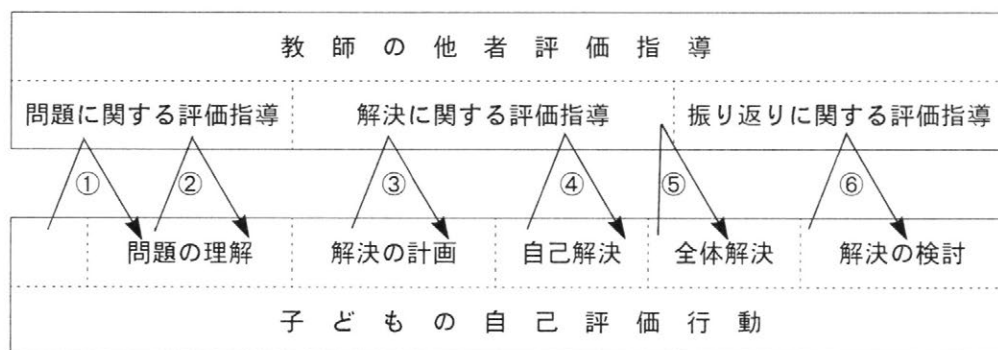 教師の他者評価指導
問題に関する評価指導 解決に関する評価指導 振り返りに関する評価指導
① ② ③ ④ ⑤ ⑥
問題の理解 解決の計画 自己解決 全体解決 解決の検討
子どもの自己評価行動